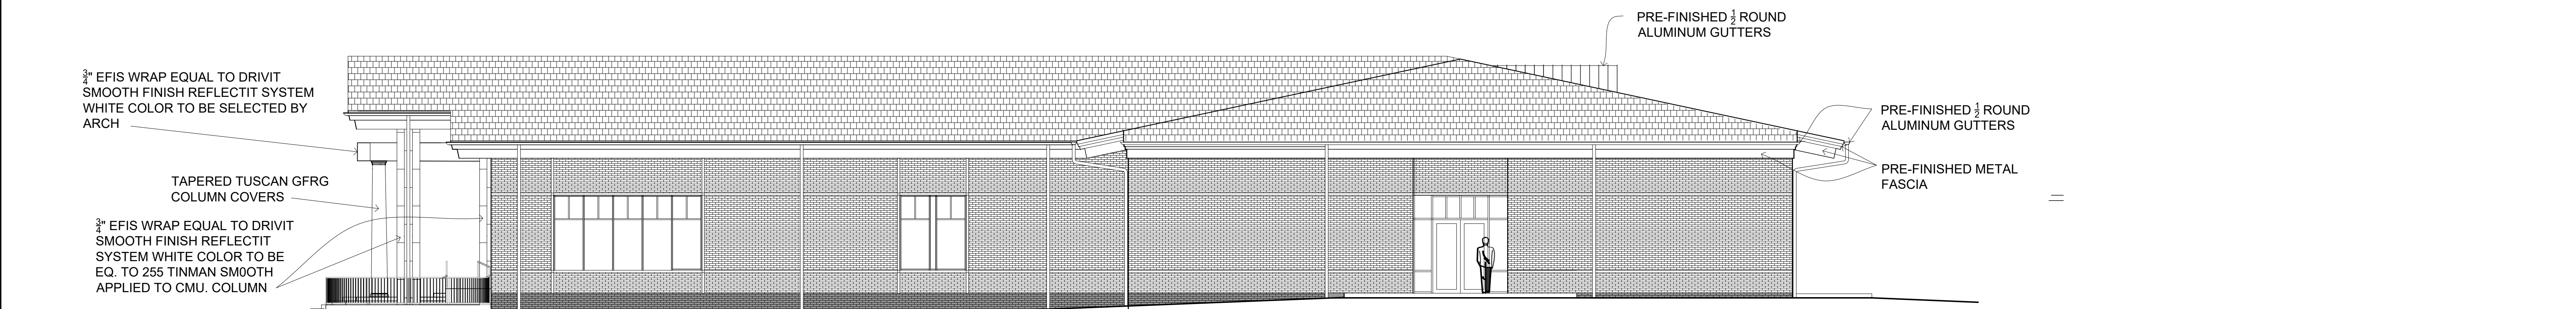 PRE-FINISHED 1/2 ROUND
ALUMINUM GUTTERS
3/4" EFIS WRAP EQUAL TO DRIVIT
SMOOTH FINISH REFLECTIT SYSTEM
WHITE COLOR TO BE SELECTED BY
ARCH
PRE-FINISHED 1/2 ROUND
ALUMINUM GUTTERS
PRE-FINISHED METAL
FASCIA
TAPERED TUSCAN GFRG
COLUMN COVERS
3/4" EFIS WRAP EQUAL TO DRIVIT
SMOOTH FINISH REFLECTIT
SYSTEM WHITE COLOR TO BE
EQ. TO 255 TINMAN SM0OTH
APPLIED TO CMU. COLUMN